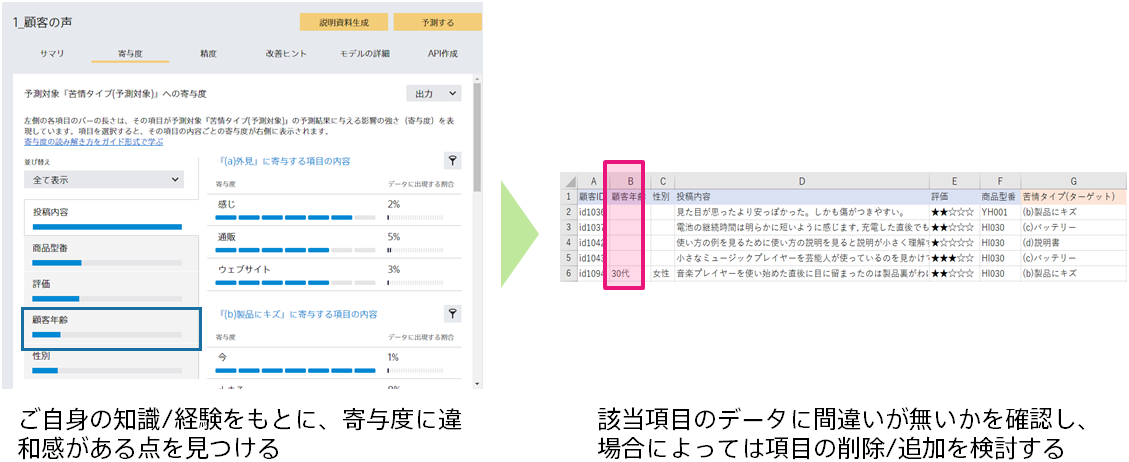 1_顧客の声
説明資料生成
予測する
サマリ
寄与度
精度
改善ヒント
モデルの詳細
API作成
予測対象『苦情タイプ(予測対象)』への寄与度
出力
左側の各項目のバーの長さは、その項目が予測対象『苦情タイプ(予測対象)』の予測結果に与える影響の強さ（寄与度）を表
現しています。項目を選択すると、その項目の内容ごとの寄与度が右側に表示されます。
寄与度の読み解き方をガイド形式で学ぶ
並び替え
全て表示
投稿内容
商品型番
評価
顧客年齢
性別
『(a)外見』に寄与する項目の内容
寄与度 データに出現する割合
感じ 2%
通販 5%
ウェブサイト 3%
『(b)製品にキズ』に寄与する項目の内容
寄与度 データに出現する割合
今 1%
A B C D E F G
1 顧客ID 顧客年齢 性別 投稿内容 評価 商品型番 苦情タイプ(ターゲット)
2 id1036 見た目が思ったより安っぽかった。しかも傷がつきやすい。 ★★☆☆☆ YH001 (b)製品にキズ
3 id1037 電池の継続時間は明らかに短いように感じます,充電した直後でも ★★☆☆☆ HI030 (c)バッテリー
4 id1042 使い方の例を見るために使い方の説明を見ると説明が小さく理解す ★☆☆☆☆ HI030 (d)説明書
5 id1043 小さなミュージックプレイヤーを芸能人が使っているのを見かけて ★★★☆☆ HI030 (c)バッテリー
6 id1094 30代 女性 音楽プレイヤーを使い始めた直後に目に留まったのは製品裏がわに ★★☆☆☆ HI030 (b)製品にキズ
ご自身の知識/経験をもとに、寄与度に違
和感がある点を見つける
該当項目のデータに間違いが無いかを確認し、
場合によっては項目の削除/追加を検討する